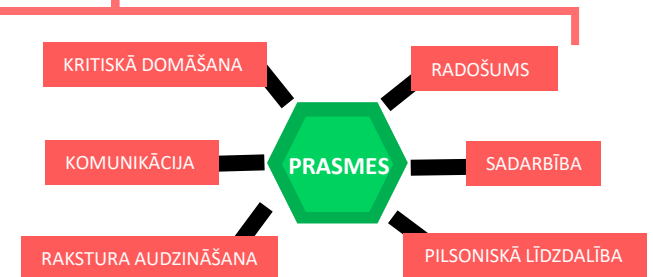 KRITISKĀ DOMĀŠANA
RADOŠUMS
KOMUNIKĀCIJA
PRASMES
SADARBĪBA
RAKSTURA AUDZINĀŠANA
PILSONISKĀ LĪDZDALĪBA